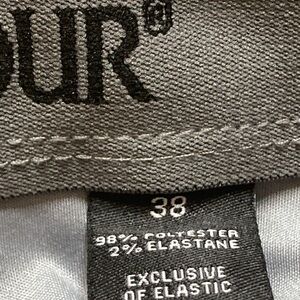 OUR®
38
98% POLYESTER
2% ELASTANE
EXCLUSIVE
OF ELASTIC